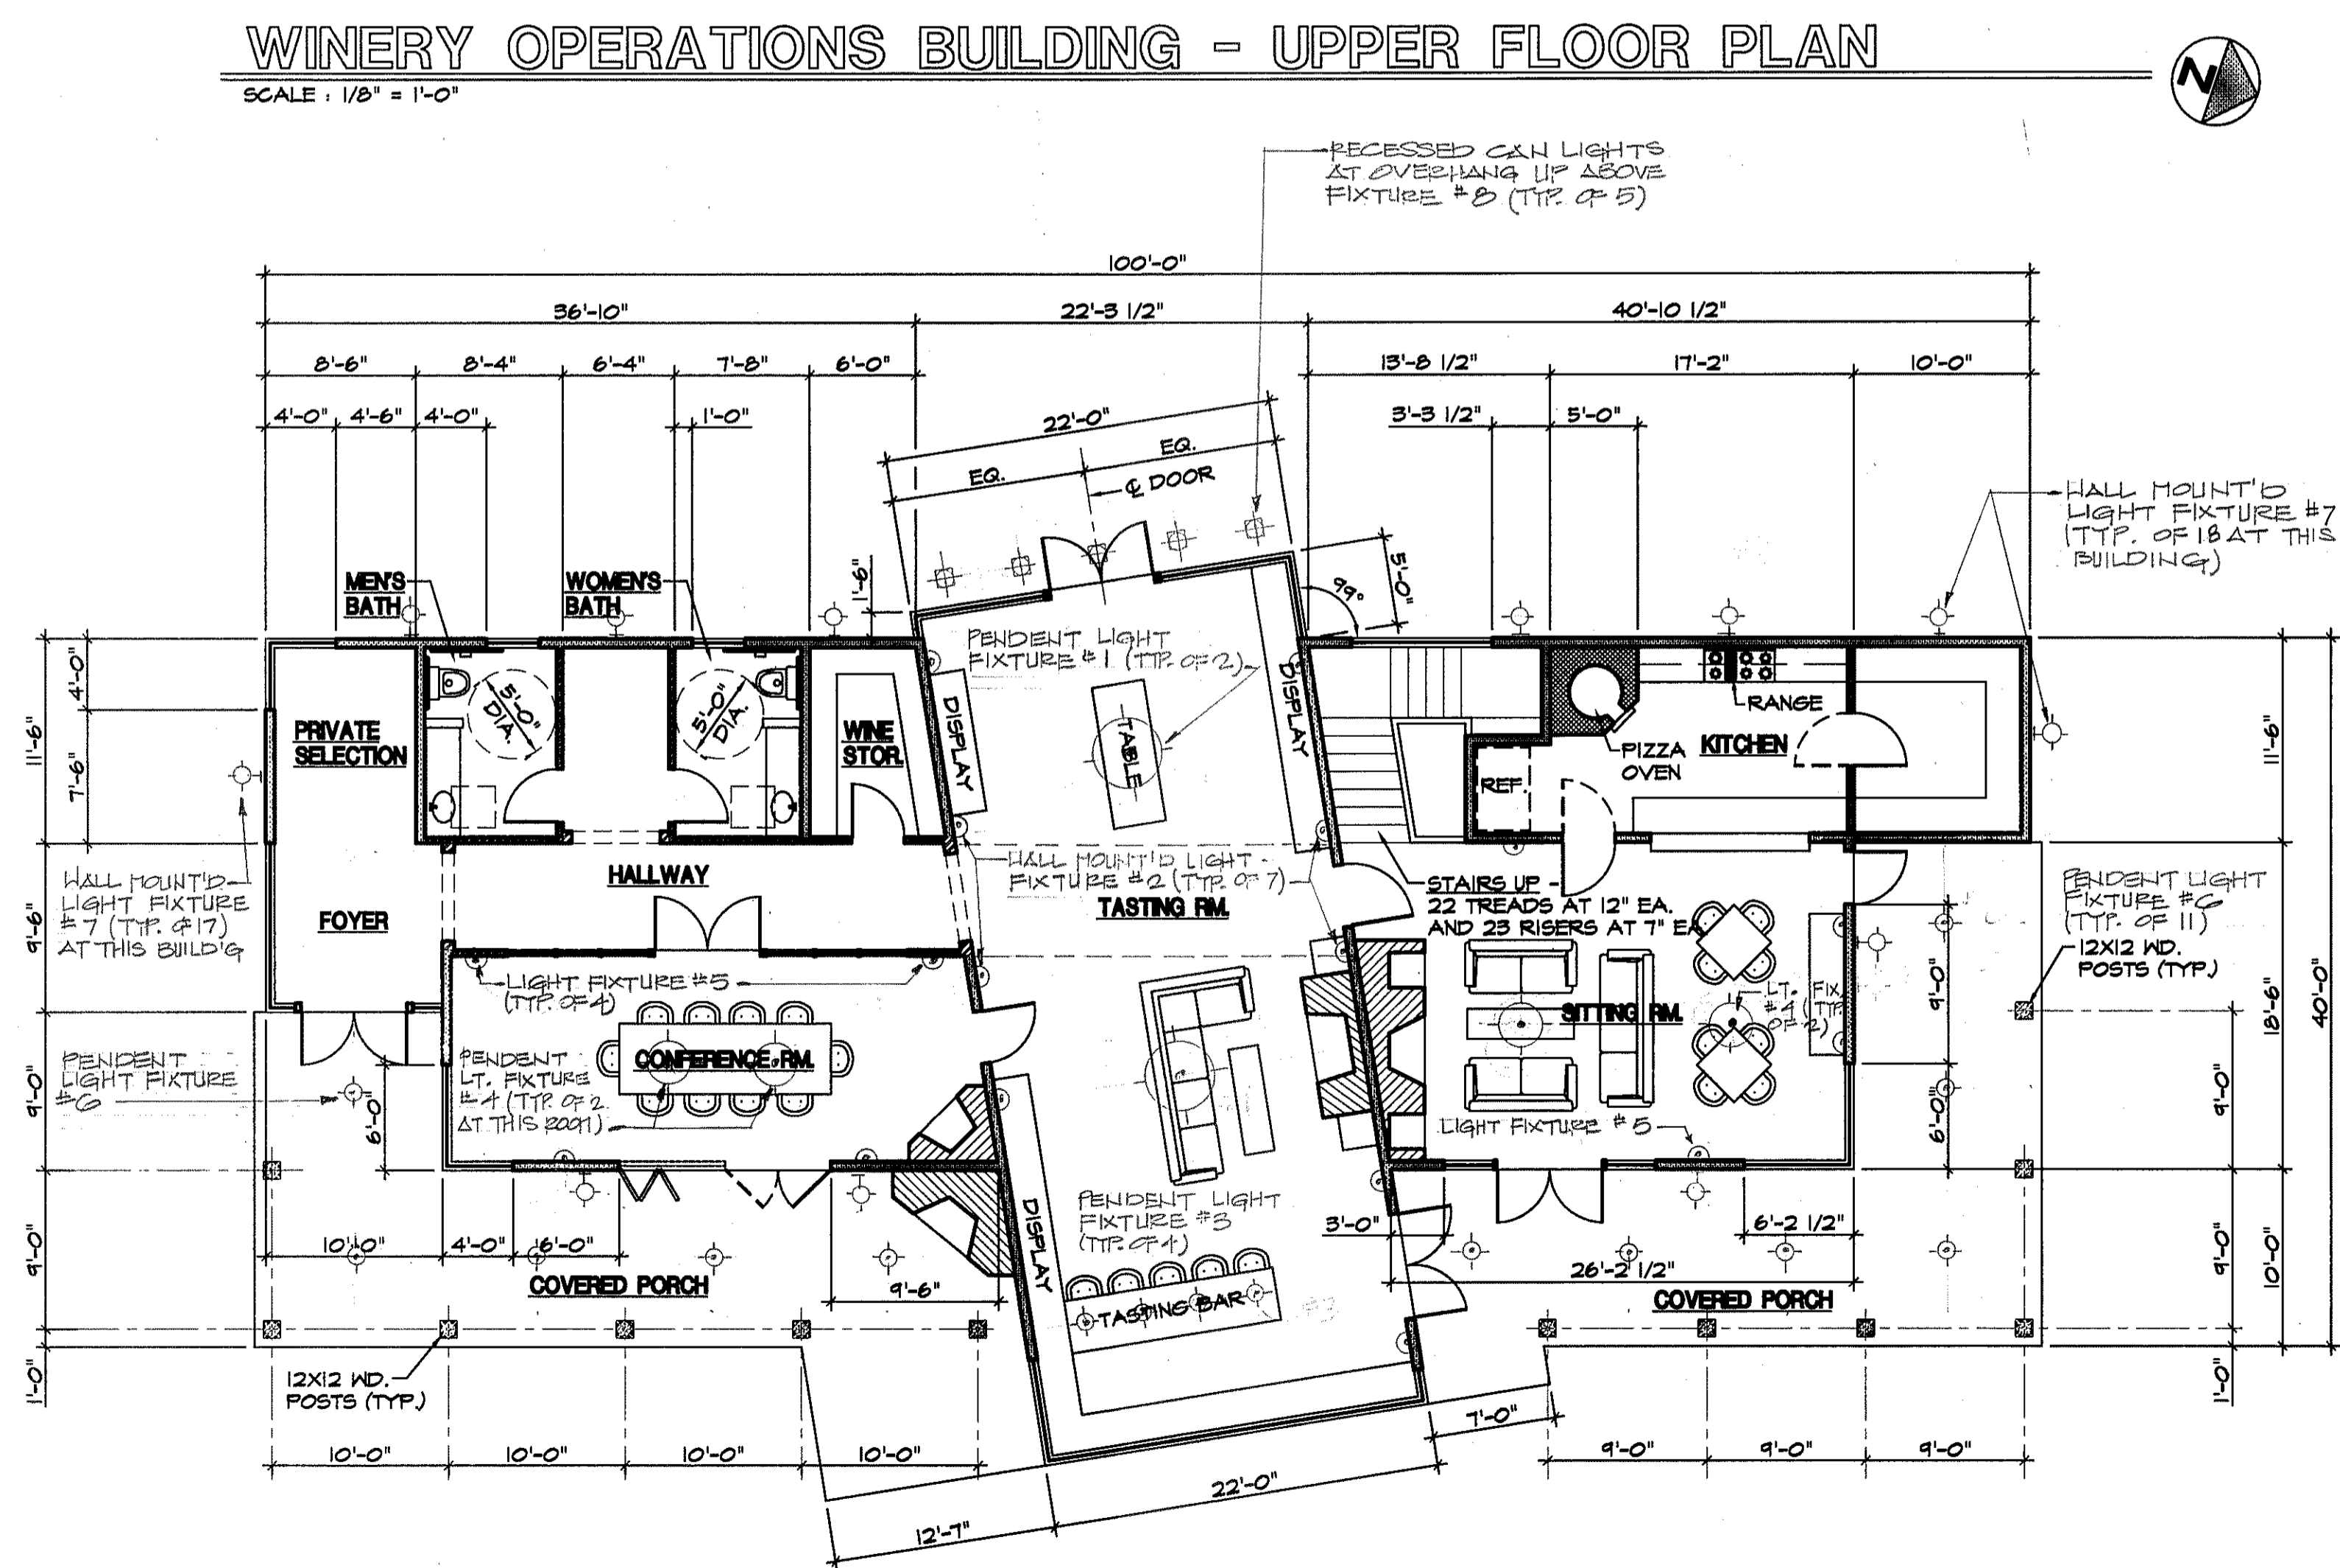 WINERY OPERATIONS BUILDING - UPPER FLOOR PLAN
SCALE : 1/8" = 1'-0"
N
RECESSED CAN LIGHTS
AT OVERHANG UP ABOVE
FIXTURE #8 (TYP. OF 5)
100'-0"
36'-10"
22'-3 1/2"
40'-10 1/2"
8'-6"
8'-4"
6'-4"
7'-8"
6'-0"
13'-8 1/2"
17'-2"
10'-0"
4'-0"
4'-6"
4'-0"
1'-0"
3'-3 1/2"
5'-0"
22'-0"
EQ.
EQ.
℄ DOOR
WALL MOUNT'D
LIGHT FIXTURE #7
(TYP. OF 18 AT THIS
BUILDING)
MEN'S
BATH
WOMEN'S
BATH
1'-6"
5'-0"
99°
PENDENT LIGHT
FIXTURE #1 (TYP. OF 2)
4'-0"
11'-6"
7'-6"
5'-0"
DIA.
5'-0"
DIA.
PRIVATE
SELECTION
WINE
STOR.
DISPLAY
TABLE
DISPLAY
RANGE
PIZZA
OVEN
KITCHEN
REF.
11'-6"
HALLWAY
WALL MOUNT'D LIGHT
FIXTURE #2 (TYP. OF 7)
TASTING RM.
STAIRS UP -
22 TREADS AT 12" EA.
AND 23 RISERS AT 7" EA
WALL MOUNT'D
LIGHT FIXTURE
#7 (TYP. OF 17)
AT THIS BUILD'G
FOYER
9'-6"
PENDENT LIGHT
FIXTURE #6
(TYP. OF 11)
12X12 WD.
POSTS (TYP.)
LIGHT FIXTURE #5
(TYP. OF 4)
LT. FIX.
#4 (TYP
OF 2)
SITTING RM.
9'-0"
18'-6"
40'-0"
CONFERENCE RM.
PENDENT
LT. FIXTURE
#4 (TYP. OF 2
AT THIS ROOM)
PENDENT
LIGHT FIXTURE
#6
9'-0"
6'-0"
LIGHT FIXTURE #5
6'-0"
9'-0"
PENDENT LIGHT
FIXTURE #3
(TYP. OF 4)
DISPLAY
3'-0"
6'-2 1/2"
26'-2 1/2"
10'-0"
4'-0"
6'-0"
9'-6"
9'-0"
COVERED PORCH
TASTING BAR
#3
COVERED PORCH
9'-0"
10'-0"
12X12 WD.
POSTS (TYP.)
1'-0"
1'-0"
10'-0"
10'-0"
10'-0"
10'-0"
7'-0"
9'-0"
9'-0"
9'-0"
22'-0"
12'-7"